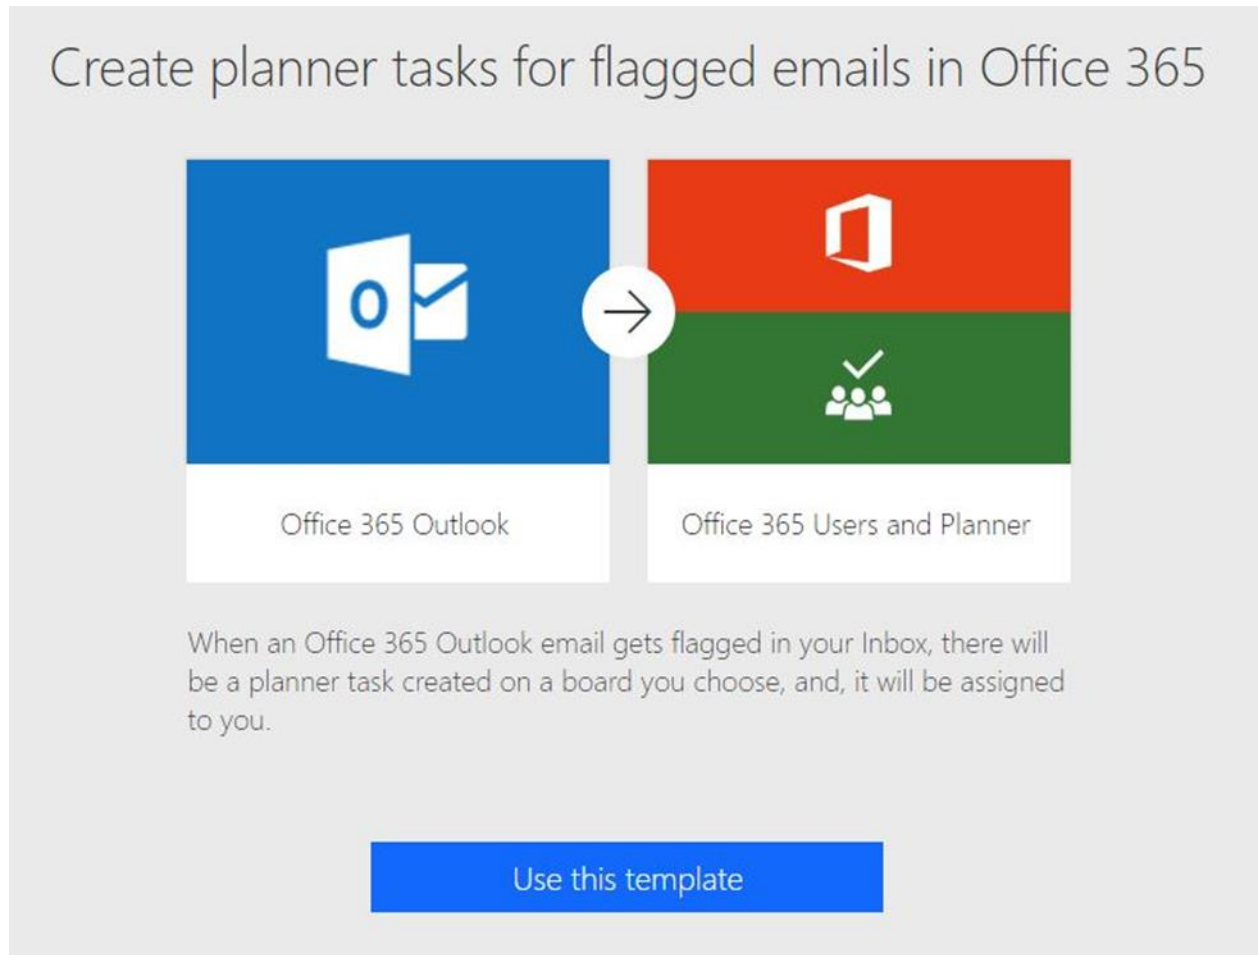 Create planner tasks for flagged emails in Office 365
Office 365 Outlook
Office 365 Users and Planner
When an Office 365 Outlook email gets flagged in your Inbox, there will
be a planner task created on a board you choose, and, it will be assigned
to you.
Use this template